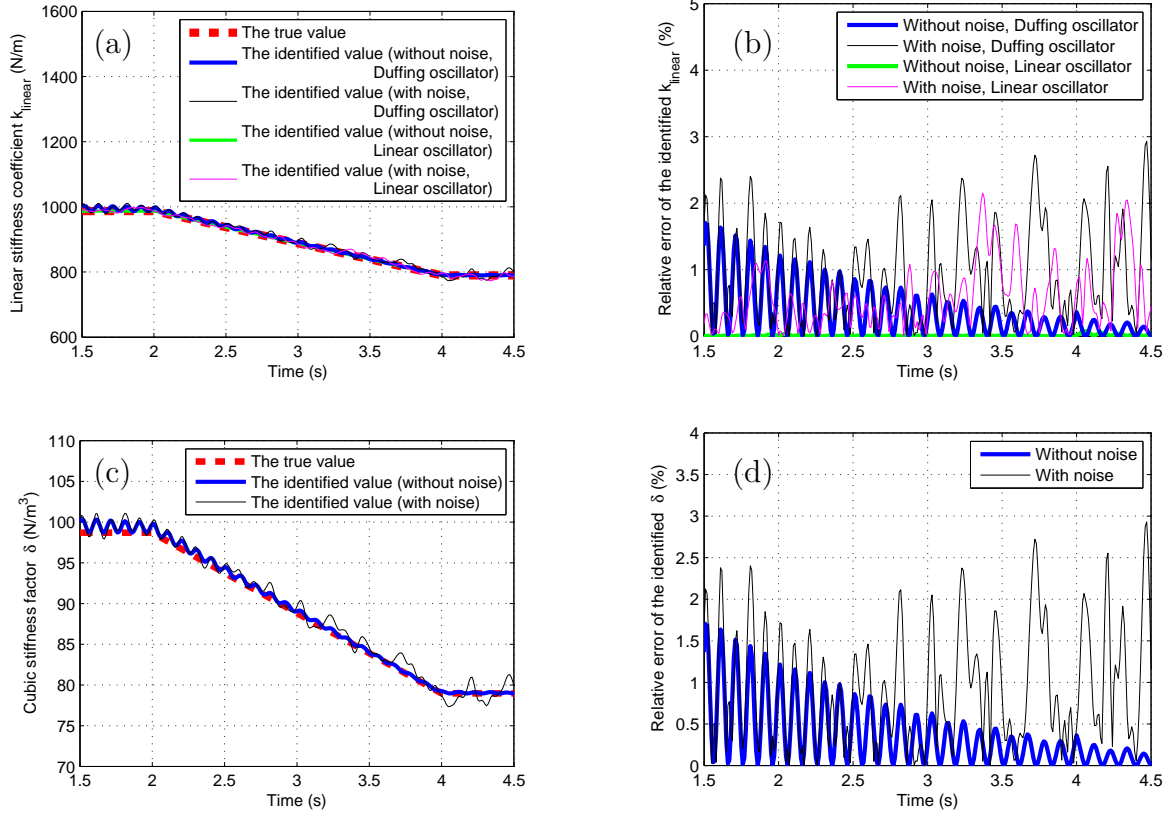 (a)
The true value
The identified value (without noise,
Duffing oscillator)
The identified value (with noise,
Duffing oscillator)
The identified value (without noise,
Linear oscillator)
The identified value (with noise,
Linear oscillator)
Linear stiffness coefficient k_linear (N/m)
1600
1400
1200
1000
800
600
1.5 2 2.5 3 3.5 4 4.5
Time (s)
(b)
Without noise, Duffing oscillator
With noise, Duffing oscillator
Without noise, Linear oscillator
With noise, Linear oscillator
Relative error of the identified k_linear (%)
5
4
3
2
1
0
1.5 2 2.5 3 3.5 4 4.5
Time (s)
(c)
The true value
The identified value (without noise)
The identified value (with noise)
Cubic stiffness factor δ (N/m³)
110
105
100
95
90
85
80
75
70
1.5 2 2.5 3 3.5 4 4.5
Time (s)
(d)
Without noise
With noise
Relative error of the identified δ (%)
4
3.5
3
2.5
2
1.5
1
0.5
0
1.5 2 2.5 3 3.5 4 4.5
Time (s)